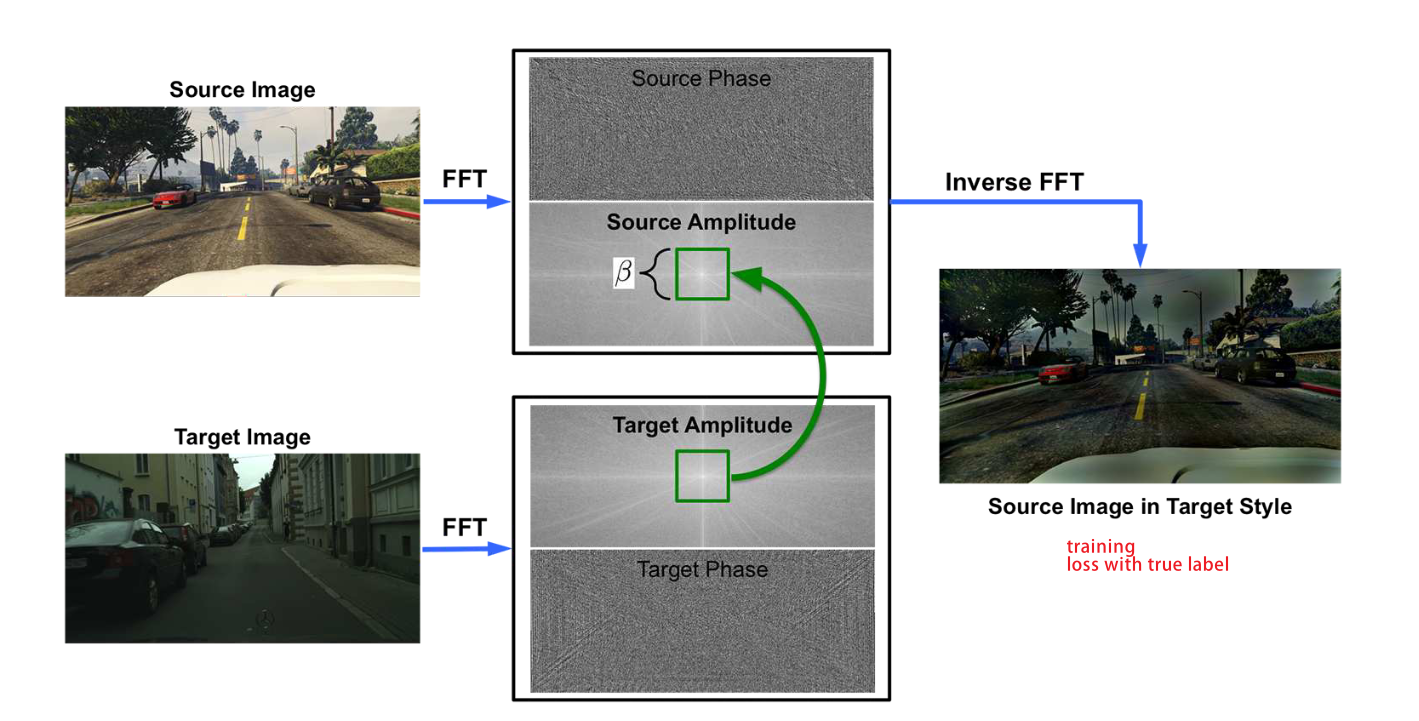 Source Image
FFT
Source Phase
Source Amplitude
β
Inverse FFT
Target Image
FFT
Target Amplitude
Target Phase
Source Image in Target Style
training
loss with true label